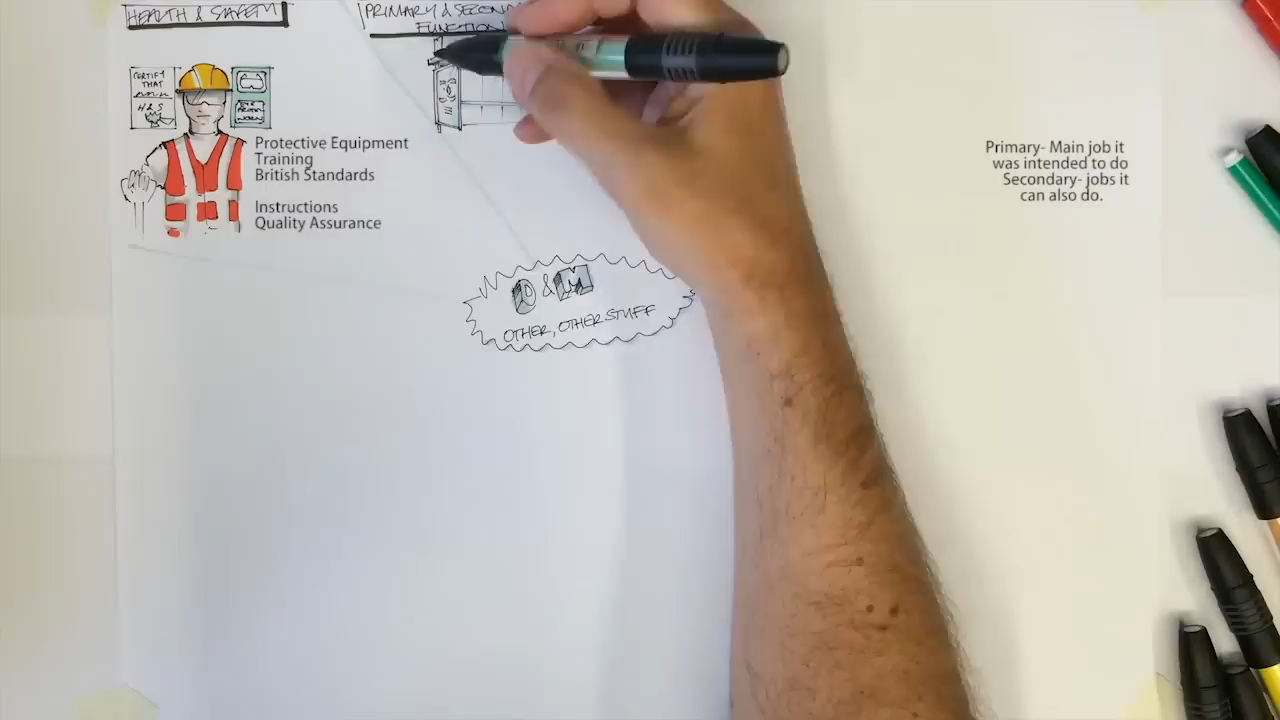 HEALTH & SAFETY
PRIMARY & SECOND
FUNCTION
CERTIFY
THAT
H&S
Protective Equipment
Training
British Standards
Instructions
Quality Assurance
Primary- Main job it
was intended to do
Secondary- jobs it
can also do.
O & M
OTHER, OTHER STUFF